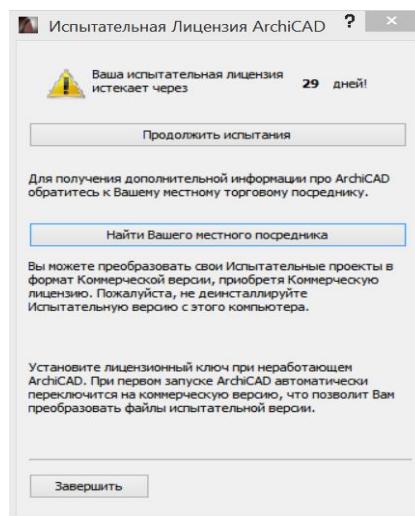 Испытательная Лицензия ArchiCAD ? ×
Ваша испытательная лицензия
истекает через 29 дней!
Продолжить испытания
Для получения дополнительной информации про ArchiCAD
обратитесь к Вашему местному торговому посреднику.
Найти Вашего местного посредника
Вы можете преобразовать свои Испытательные проекты в
формат Коммерческой версии, приобретя Коммерческую
лицензию. Пожалуйста, не деинсталлируйте
Испытательную версию с этого компьютера.
Установите лицензионный ключ при неработающем
ArchiCAD. При первом запуске ArchiCAD автоматически
переключится на коммерческую версию, что позволит Вам
преобразовать файлы испытательной версии.
Завершить